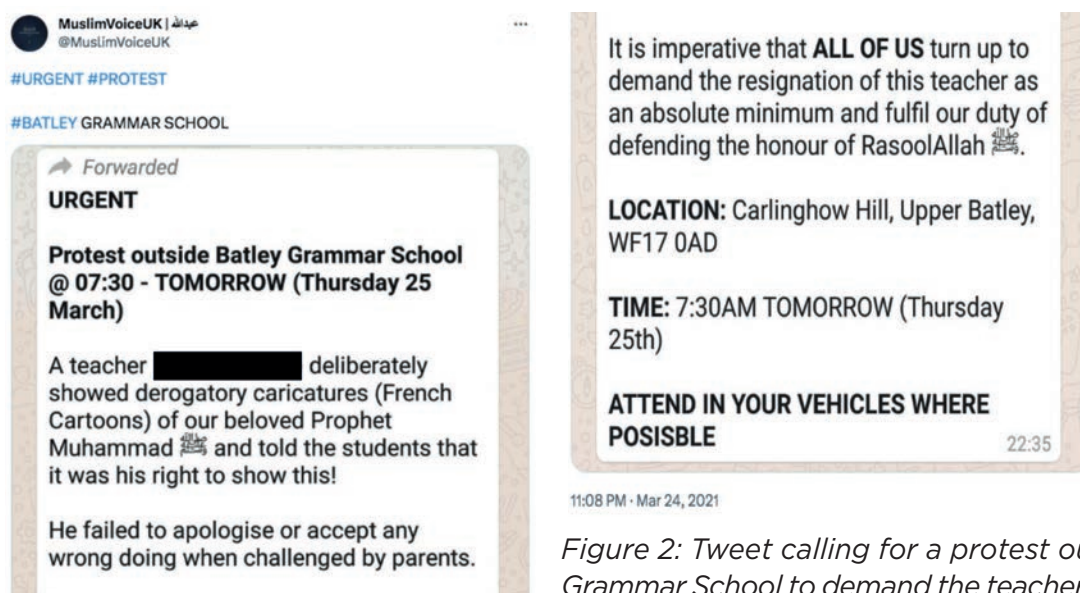 MuslimVoiceUK | عبدالله
@MuslimVoiceUK
#URGENT #PROTEST
#BATLEY GRAMMAR SCHOOL
Forwarded
URGENT
Protest outside Batley Grammar School
@ 07:30 - TOMORROW (Thursday 25
March)
A teacher deliberately
showed derogatory caricatures (French
Cartoons) of our beloved Prophet
Muhammad ﷺ and told the students that
it was his right to show this!
He failed to apologise or accept any
wrong doing when challenged by parents.
It is imperative that ALL OF US turn up to
demand the resignation of this teacher as
an absolute minimum and fulfil our duty of
defending the honour of RasoolAllah ﷺ.
LOCATION: Carlinghow Hill, Upper Batley,
WF17 0AD
TIME: 7:30AM TOMORROW (Thursday
25th)
ATTEND IN YOUR VEHICLES WHERE
POSISBLE
22:35
11:08 PM · Mar 24, 2021
Figure 2: Tweet calling for a protest
Grammar School to demand the teacher